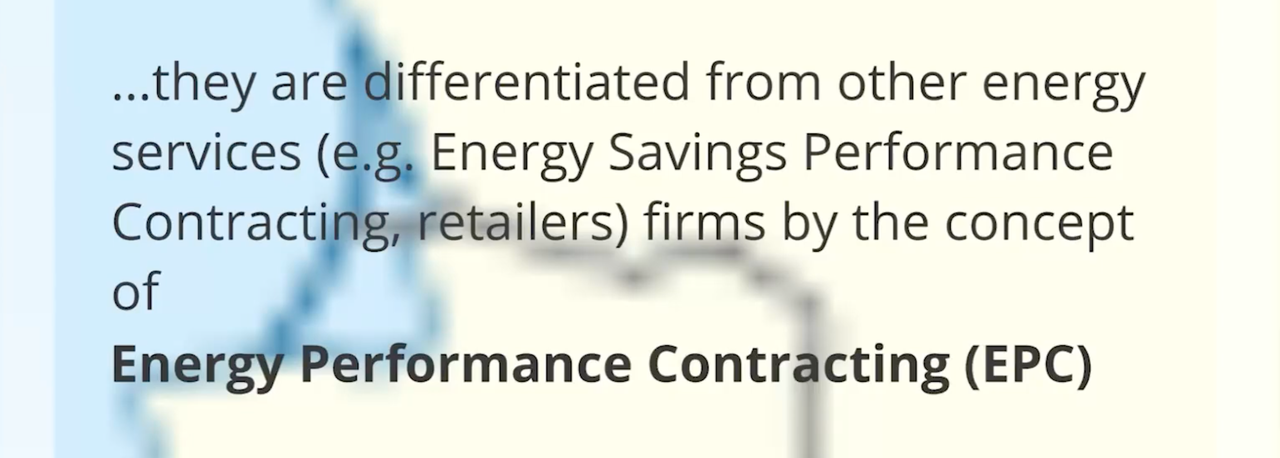 ...they are differentiated from other energy
services (e.g. Energy Savings Performance
Contracting, retailers) firms by the concept
of
Energy Performance Contracting (EPC)